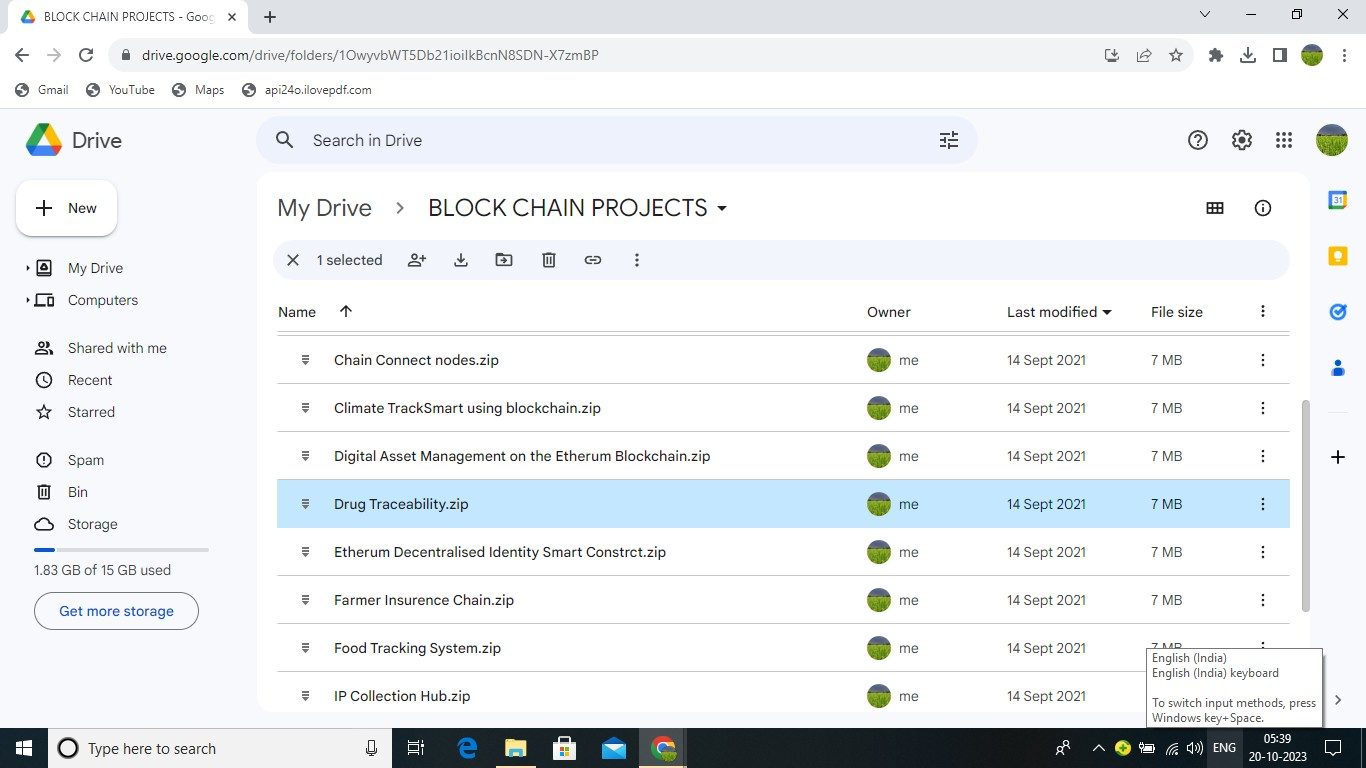 BLOCK CHAIN PROJECTS - Goog
drive.google.com/drive/folders/1OwyvbWT5Db21ioiIkBcnN8SDN-X7zmBP
Gmail YouTube Maps api24o.ilovepdf.com
Drive
Search in Drive
New
My Drive
Computers
Shared with me
Recent
Starred
Spam
Bin
Storage
1.83 GB of 15 GB used
Get more storage
My Drive BLOCK CHAIN PROJECTS
1 selected
Name Owner Last modified File size
Chain Connect nodes.zip me 14 Sept 2021 7 MB
Climate TrackSmart using blockchain.zip me 14 Sept 2021 7 MB
Digital Asset Management on the Etherum Blockchain.zip me 14 Sept 2021 7 MB
Drug Traceability.zip me 14 Sept 2021 7 MB
Etherum Decentralised Identity Smart Constrct.zip me 14 Sept 2021 7 MB
Farmer Insurence Chain.zip me 14 Sept 2021 7 MB
Food Tracking System.zip me 14 Sept 2021 7 MB
IP Collection Hub.zip me 14 Sept 2021
31
English (India)
English (India) keyboard
To switch input methods, press
Windows key+Space.
Type here to search
ENG
05:39
20-10-2023